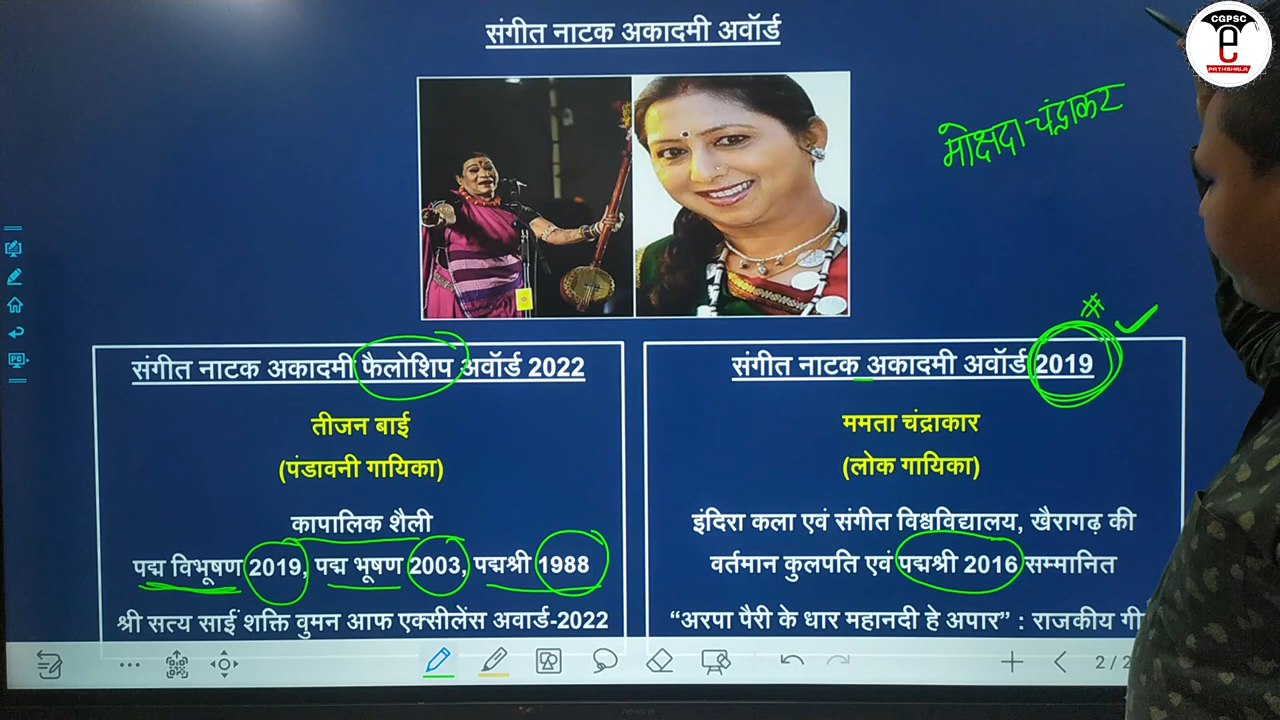 संगीत नाटक अकादमी अवॉर्ड
CGPSC
e
PATHSHALA
मोक्षदा चंद्राकर
#
संगीत नाटक अकादमी फैलोशिप अवॉर्ड 2022
तीजन बाई
(पंडावनी गायिका)
कापालिक शैली
पद्म विभूषण 2019, पद्म भूषण 2003, पद्मश्री 1988
श्री सत्य साईं शक्ति वुमन आफ एक्सीलेंस अवार्ड-2022
संगीत नाटक अकादमी अवॉर्ड 2019
ममता चंद्राकार
(लोक गायिका)
इंदिरा कला एवं संगीत विश्वविद्यालय, खैरागढ़ की
वर्तमान कुलपति एवं पद्मश्री 2016 सम्मानित
“अरपा पैरी के धार महानदी हे अपार” : राजकीय गी
2/2